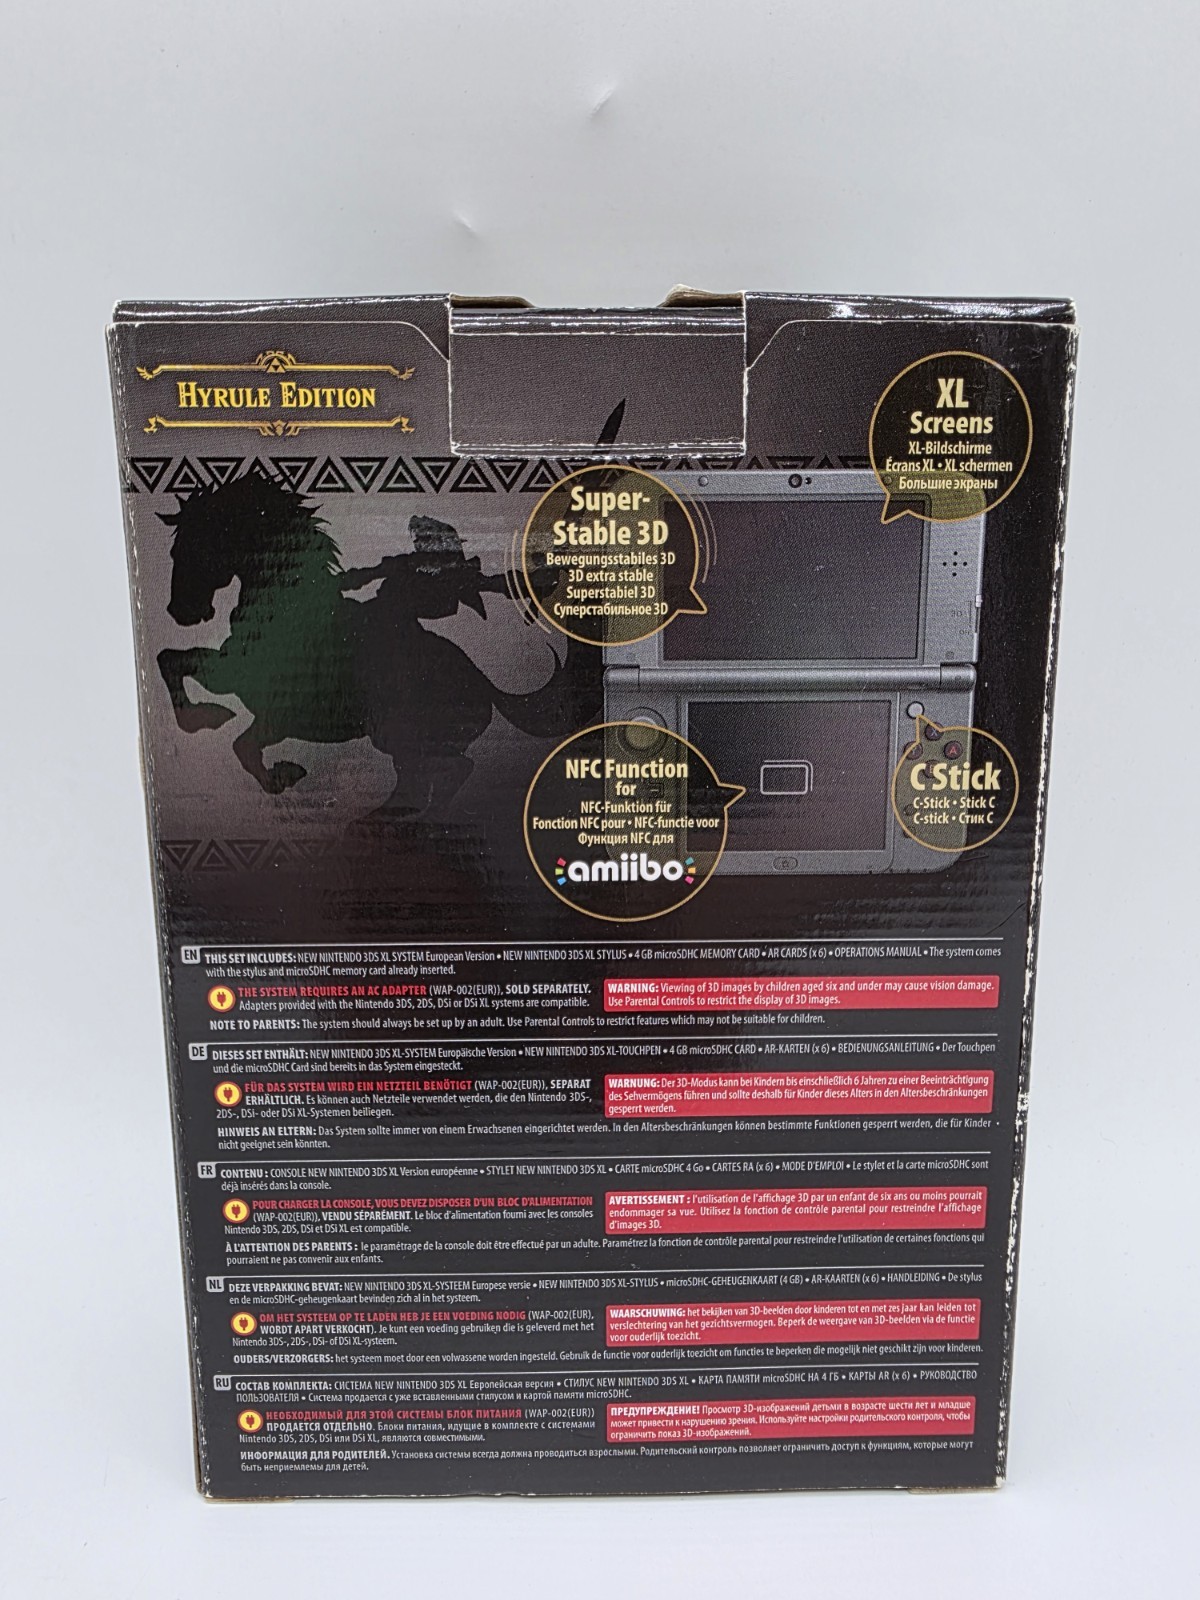 HYRULE EDITION
XL
Screens
XL-Bildschirme
Écrans XL • XL schermen
Большие экраны
Super-
Stable 3D
Bewegungsstabiles 3D
3D extra stable
Superstabiel 3D
Суперстабильное 3D
NFC Function
for
NFC-Funktion für
Fonction NFC pour • NFC-functie voor
Функция NFC для
amiibo
C Stick
C-Stick • Stick C
C-stick • Стик C
EN THIS SET INCLUDES: NEW NINTENDO 3DS XL SYSTEM European Version • NEW NINTENDO 3DS XL STYLUS • 4 GB microSDHC MEMORY CARD • AR CARDS (x 6) • OPERATIONS MANUAL • The system comes
with the stylus and microSDHC memory card already inserted.
THE SYSTEM REQUIRES AN AC ADAPTER (WAP-002(EUR)), SOLD SEPARATELY.
Adapters provided with the Nintendo 3DS, 2DS, DSi or DSi XL systems are compatible.
WARNING: Viewing of 3D images by children aged six and under may cause vision damage.
Use Parental Controls to restrict the display of 3D images.
NOTE TO PARENTS: The system should always be set up by an adult. Use Parental Controls to restrict features which may not be suitable for children.
DE DIESES SET ENTHÄLT: NEW NINTENDO 3DS XL-SYSTEM Europäische Version • NEW NINTENDO 3DS XL-TOUCHPEN • 4 GB microSDHC CARD • AR-KARTEN (x 6) • BEDIENUNGSANLEITUNG • Der Touchpen
und die microSDHC Card sind bereits in das System eingesteckt.
FÜR DAS SYSTEM WIRD EIN NETZTEIL BENÖTIGT (WAP-002(EUR)), SEPARAT
ERHÄLTLICH. Es können auch Netzteile verwendet werden, die den Nintendo 3DS-,
2DS-, DSi- oder DSi XL-Systemen beiliegen.
WARNUNG: Der 3D-Modus kann bei Kindern bis einschließlich 6 Jahren zu einer Beeinträchtigung
des Sehvermögens führen und sollte deshalb für Kinder dieses Alters in den Altersbeschränkungen
gesperrt werden.
HINWEIS AN ELTERN: Das System sollte immer von einem Erwachsenen eingerichtet werden. In den Altersbeschränkungen können bestimmte Funktionen gesperrt werden, die für Kinder
nicht geeignet sein könnten.
FR CONTENU : CONSOLE NEW NINTENDO 3DS XL Version européenne • STYLET NEW NINTENDO 3DS XL • CARTE microSDHC 4 Go • CARTES RA (x 6) • MODE D'EMPLOI • Le stylet et la carte microSDHC sont
déjà insérés dans la console.
POUR CHARGER LA CONSOLE, VOUS DEVEZ DISPOSER D'UN BLOC D'ALIMENTATION
(WAP-002(EUR)), VENDU SÉPARÉMENT. Le bloc d'alimentation fourni avec les consoles
Nintendo 3DS, 2DS, DSi et DSi XL est compatible.
AVERTISSEMENT : l'utilisation de l'affichage 3D par un enfant de six ans ou moins pourrait
endommager sa vue. Utilisez la fonction de contrôle parental pour restreindre l'affichage
d'images 3D.
À L'ATTENTION DES PARENTS : le paramétrage de la console doit être effectué par un adulte. Paramétrez la fonction de contrôle parental pour restreindre l'utilisation de certaines fonctions qui
pourraient ne pas convenir aux enfants.
NL DEZE VERPAKKING BEVAT: NEW NINTENDO 3DS XL-SYSTEEM Europese versie • NEW NINTENDO 3DS XL-STYLUS • microSDHC-GEHEUGENKAART (4 GB) • AR-KAARTEN (x 6) • HANDLEIDING • De stylus
en de microSDHC-geheugenkaart bevinden zich al in het systeem.
OM HET SYSTEEM OP TE LADEN HEB JE EEN VOEDING NODIG (WAP-002(EUR),
WORDT APART VERKOCHT). Je kunt een voeding gebruiken die is geleverd met het
Nintendo 3DS-, 2DS-, DSi- of DSi XL-systeem.
WAARSCHUWING: het bekijken van 3D-beelden door kinderen tot en met zes jaar kan leiden tot
verslechtering van het gezichtsvermogen. Beperk de weergave van 3D-beelden via de functie
voor ouderlijk toezicht.
OUDERS/VERZORGERS: het systeem moet door een volwassene worden ingesteld. Gebruik de functie voor ouderlijk toezicht om functies te beperken die mogelijk niet geschikt zijn voor kinderen.
RU СОСТАВ КОМПЛЕКТА: СИСТЕМА NEW NINTENDO 3DS XL Европейская версия • СТИЛУС NEW NINTENDO 3DS XL • КАРТА ПАМЯТИ microSDHC НА 4 ГБ • КАРТЫ AR (x 6) • РУКОВОДСТВО
ПОЛЬЗОВАТЕЛЯ • Система продается с уже вставленными стилусом и картой памяти microSDHC.
НЕОБХОДИМЫЙ ДЛЯ ЭТОЙ СИСТЕМЫ БЛОК ПИТАНИЯ (WAP-002(EUR))
ПРОДАЕТСЯ ОТДЕЛЬНО. Блоки питания, идущие в комплекте с системами
Nintendo 3DS, 2DS, DSi или DSi XL, являются совместимыми.
ПРЕДУПРЕЖДЕНИЕ! Просмотр 3D-изображений детьми в возрасте шести лет и младше
может привести к нарушению зрения. Используйте настройки родительского контроля, чтобы
ограничить показ 3D-изображений.
ИНФОРМАЦИЯ ДЛЯ РОДИТЕЛЕЙ. Установка системы всегда должна проводиться взрослыми. Родительский контроль позволяет ограничить доступ к функциям, которые могут
быть неприемлемы для детей.